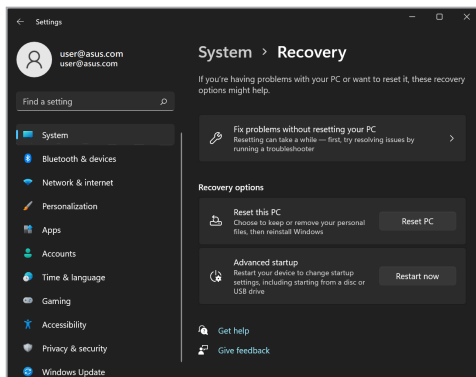 Settings
user@asus.com
user@asus.com
Find a setting
System
Bluetooth & devices
Network & internet
Personalization
Apps
Accounts
Time & language
Gaming
Accessibility
Privacy & security
Windows Update
System > Recovery
If you're having problems with your PC or want to reset it, these recovery
options might help.
Fix problems without resetting your PC
Resetting can take a while — first, try resolving issues by
running a troubleshooter
Recovery options
Reset this PC
Choose to keep or remove your personal
files, then reinstall Windows
Reset PC
Advanced startup
Restart your device to change startup
settings, including starting from a disc or
USB drive
Restart now
Get help
Give feedback